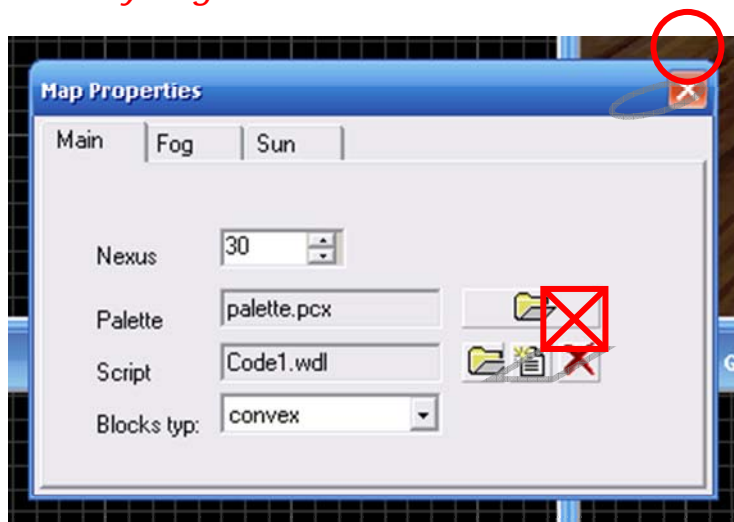 Map Properties
Main Fog Sun
Nexus 30
Palette palette.pcx
Script Code1.wdl
Blocks typ: convex